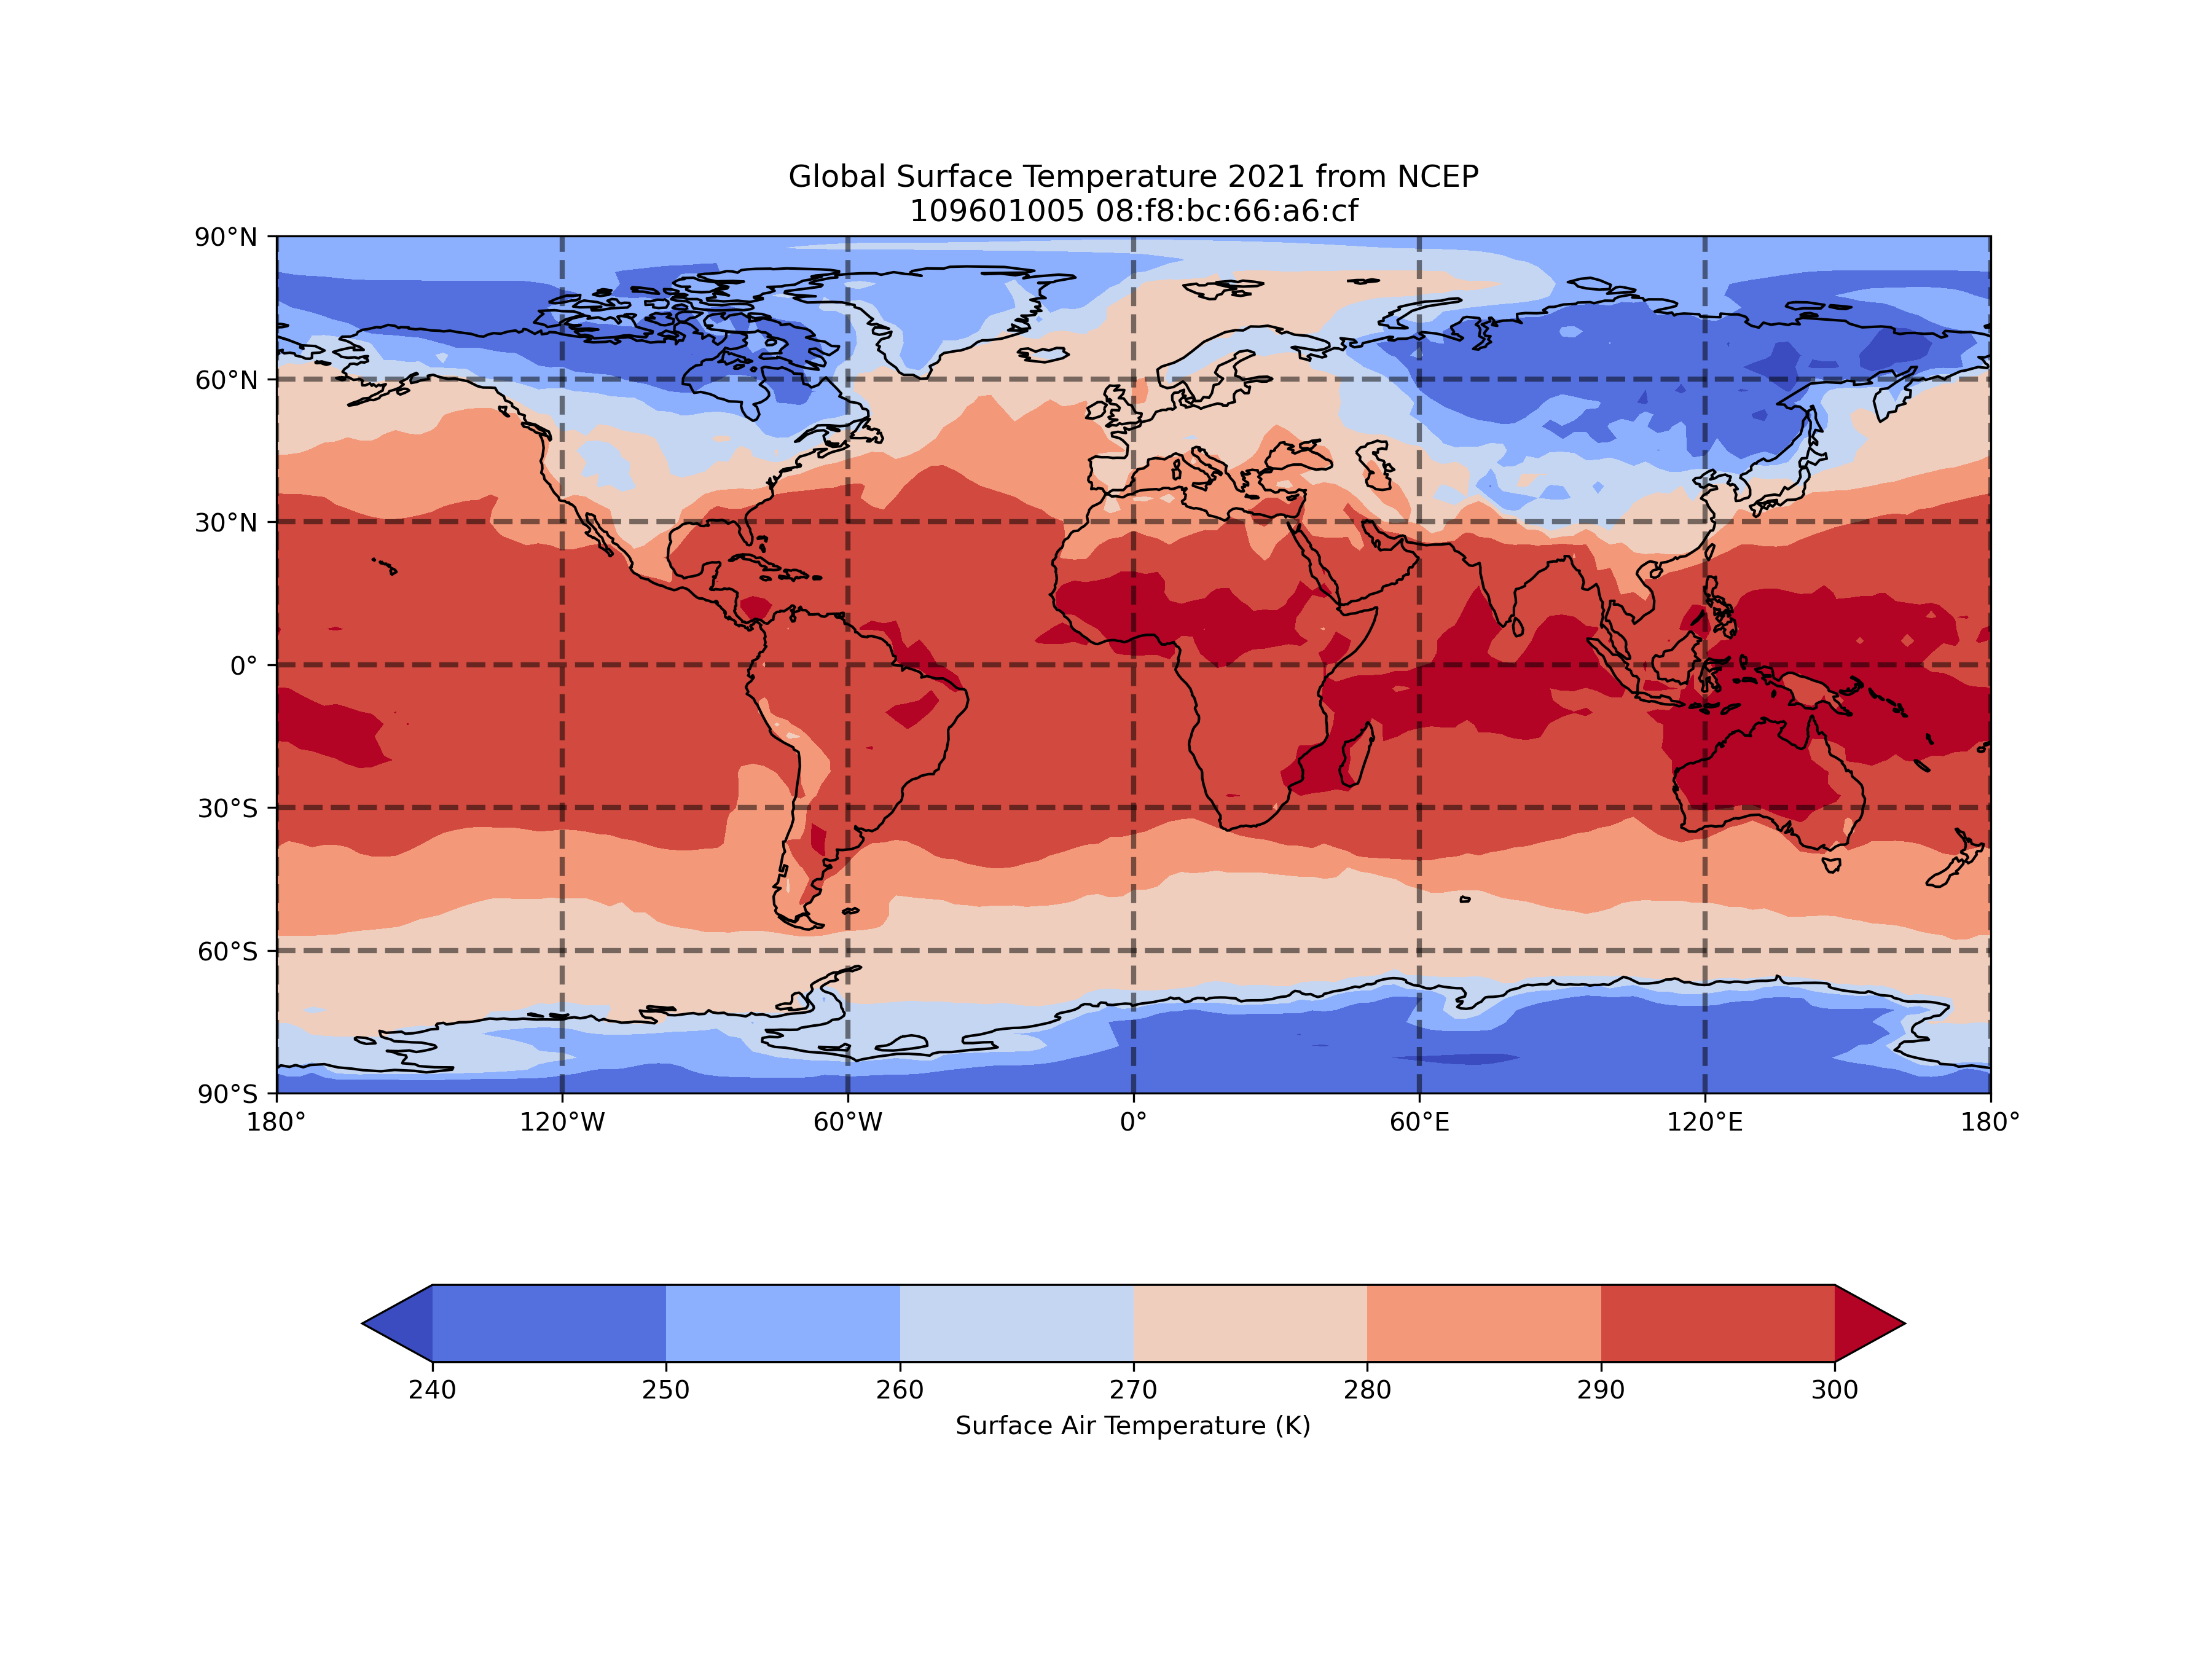 Global Surface Temperature 2021 from NCEP
109601005 08:f8:bc:66:a6:cf
90°N
60°N
30°N
0°
30°S
60°S
90°S
180° 120°W 60°W 0° 60°E 120°E 180°
240 250 260 270 280 290 300
Surface Air Temperature (K)